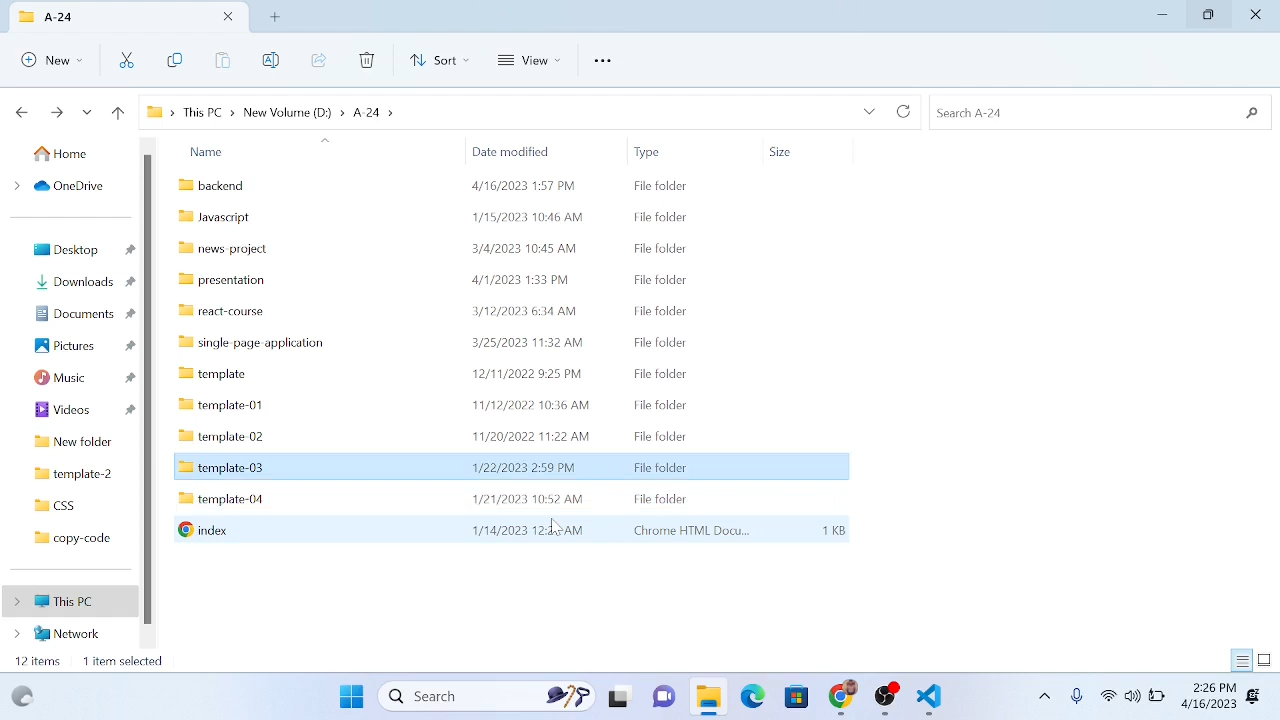 A-24
New
Sort
View
This PC
New Volume (D:)
A-24
Search A-24
Home
OneDrive
Desktop
Downloads
Documents
Pictures
Music
Videos
New folder
template-2
CSS
copy-code
This PC
Network
Name Date modified Type Size
backend 4/16/2023 1:57 PM File folder
Javascript 1/15/2023 10:46 AM File folder
news-project 3/4/2023 10:45 AM File folder
presentation 4/1/2023 1:33 PM File folder
react-course 3/12/2023 6:34 AM File folder
single-page-application 3/25/2023 11:32 AM File folder
template 12/11/2022 9:25 PM File folder
template-01 11/12/2022 10:36 AM File folder
template-02 11/20/2022 11:22 AM File folder
template-03 1/22/2023 2:59 PM File folder
template-04 1/21/2023 10:52 AM File folder
index 1/14/2023 AM Chrome HTML Docu... 1 KB
12 items 1 item selected
Search
2:26 PM
4/16/2023